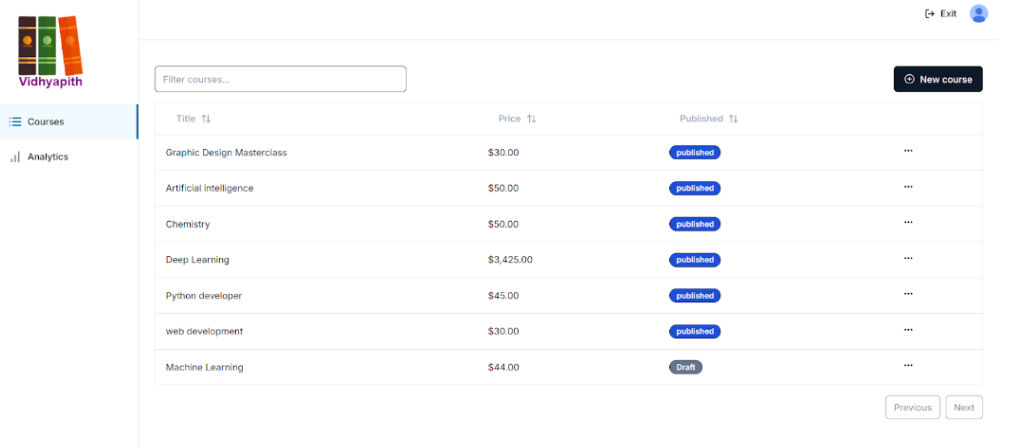 Exit
Vidhyapith
Filter courses...
New course
Courses
Analytics
Title Price Published
Graphic Design Masterclass $30.00 published ...
Artificial intelligence $50.00 published ...
Chemistry $50.00 published ...
Deep Learning $3,425.00 published ...
Python developer $45.00 published ...
web development $30.00 published ...
Machine Learning $44.00 Draft ...
Previous Next